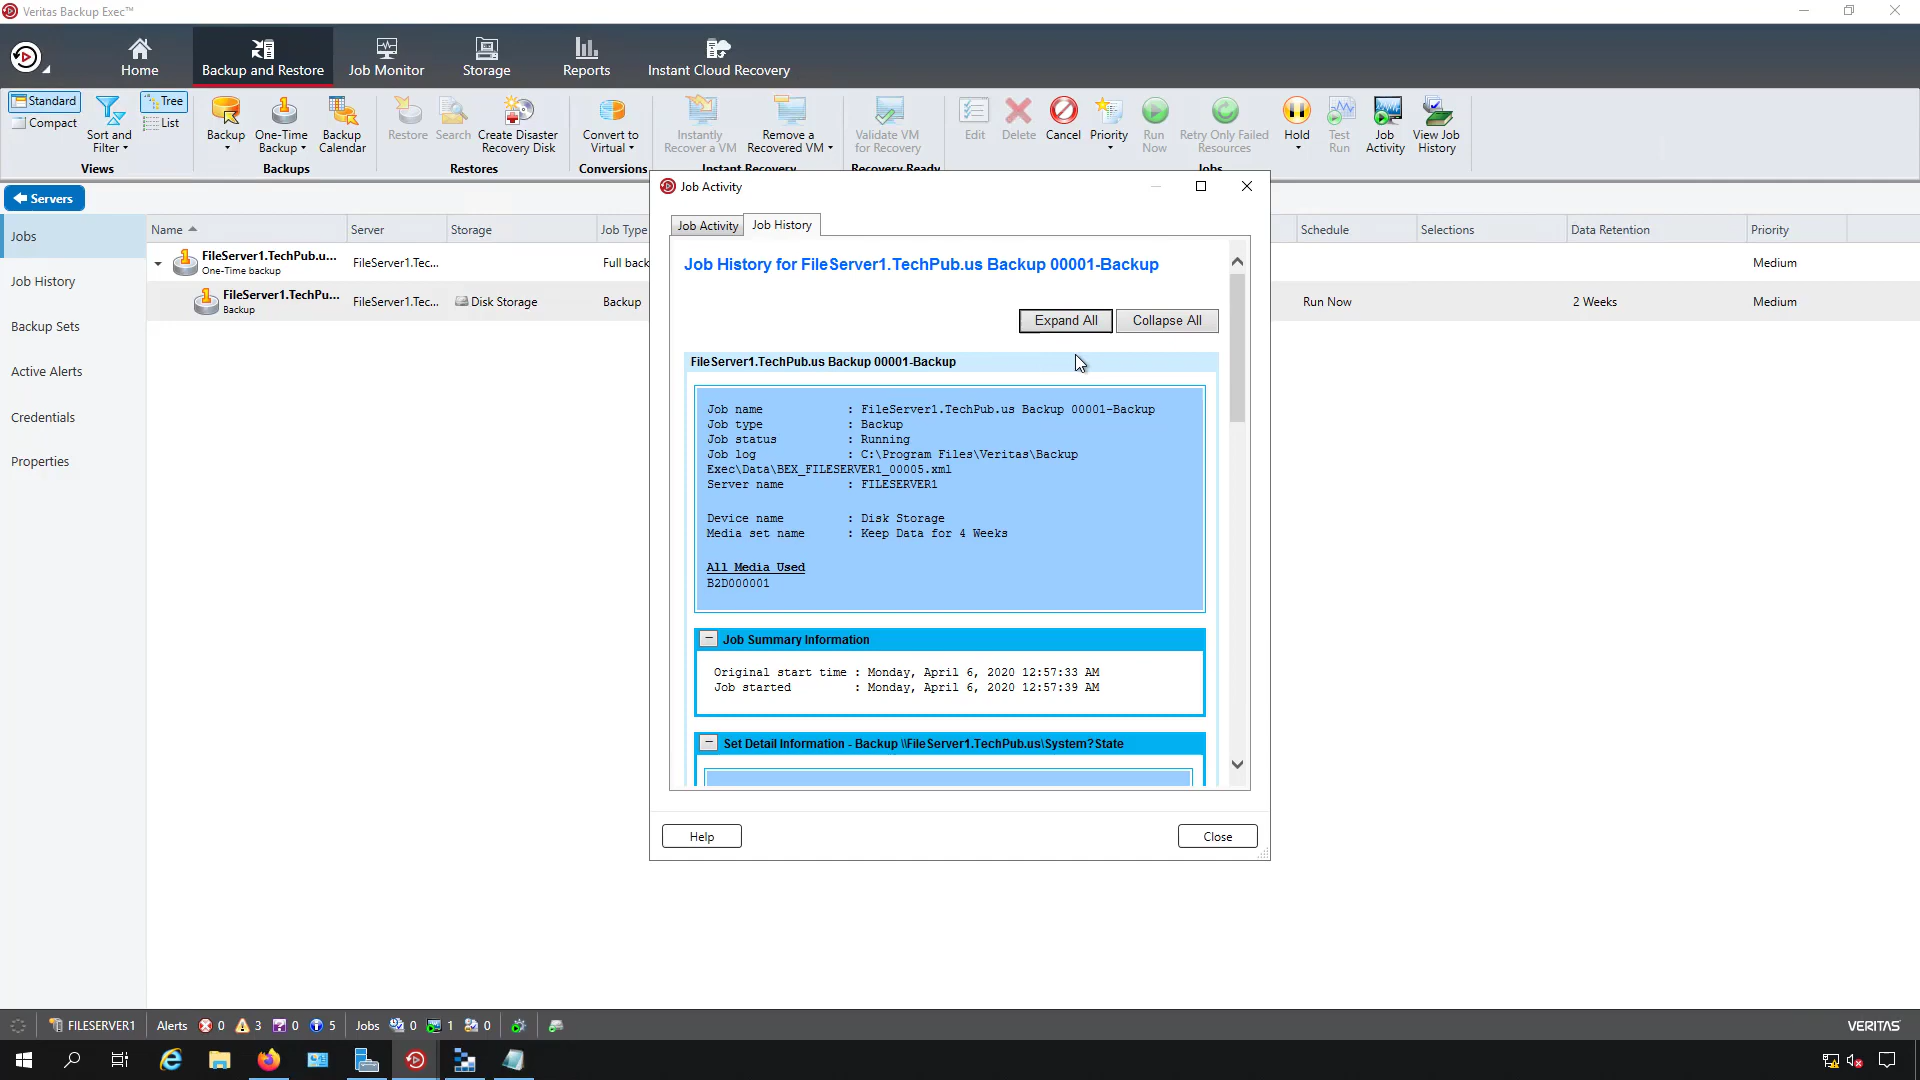 Veritas Backup Exec™
Home
Backup and Restore
Job Monitor
Storage
Reports
Instant Cloud Recovery
Standard
Compact
Sort and
Filter
Tree
List
Views
Backup
One-Time
Backup
Backup
Calendar
Backups
Restore
Search
Create Disaster
Recovery Disk
Restores
Convert to
Virtual
Conversions
Instantly
Recover a VM
Remove a
Recovered VM
Instant Recovery
Validate VM
for Recovery
Recovery Ready
Edit
Delete
Cancel
Priority
Run
Now
Retry Only Failed
Resources
Hold
Test
Run
Job
Activity
View Job
History
Jobs
Servers
Jobs
Job History
Backup Sets
Active Alerts
Credentials
Properties
Name
Server
Storage
Job Type
Schedule
Selections
Data Retention
Priority
FileServer1.TechPub.u...
One-Time backup
FileServer1.Tec...
Full back
Medium
FileServer1.TechPu...
Backup
FileServer1.Tec...
Disk Storage
Backup
Run Now
2 Weeks
Medium
Job Activity
Job Activity
Job History
Job History for FileServer1.TechPub.us Backup 00001-Backup
Expand All
Collapse All
FileServer1.TechPub.us Backup 00001-Backup
Job name : FileServer1.TechPub.us Backup 00001-Backup
Job type : Backup
Job status : Running
Job log : C:\Program Files\Veritas\Backup
Exec\Data\BEX_FILESERVER1_00005.xml
Server name : FILESERVER1
Device name : Disk Storage
Media set name : Keep Data for 4 Weeks
All Media Used
B2D000001
Job Summary Information
Original start time : Monday, April 6, 2020 12:57:33 AM
Job started : Monday, April 6, 2020 12:57:39 AM
Set Detail Information - Backup \\FileServer1.TechPub.us\System?State
Help
Close
FILESERVER1
Alerts
0
3
0
5
Jobs
0
1
0
VERITAS